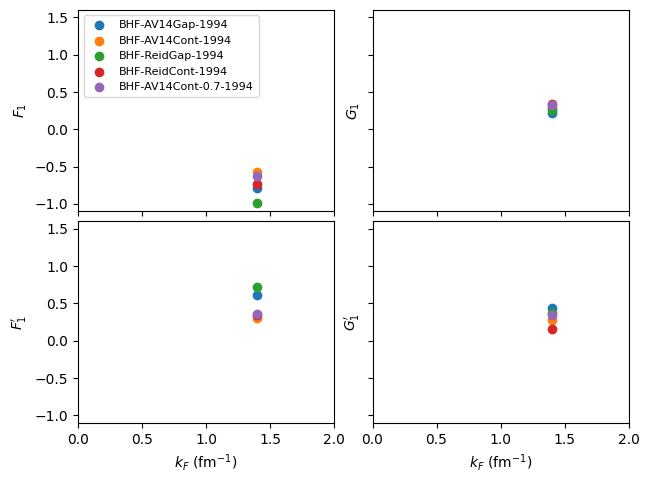 1.5
1.0
0.5
0.0
−0.5
−1.0
F₁
BHF-AV14Gap-1994
BHF-AV14Cont-1994
BHF-ReidGap-1994
BHF-ReidCont-1994
BHF-AV14Cont-0.7-1994
G₁
1.5
1.0
0.5
0.0
−0.5
−1.0
F′₁
0.0 0.5 1.0 1.5 2.0
k_F (fm⁻¹)
G′₁
0.0 0.5 1.0 1.5 2.0
k_F (fm⁻¹)